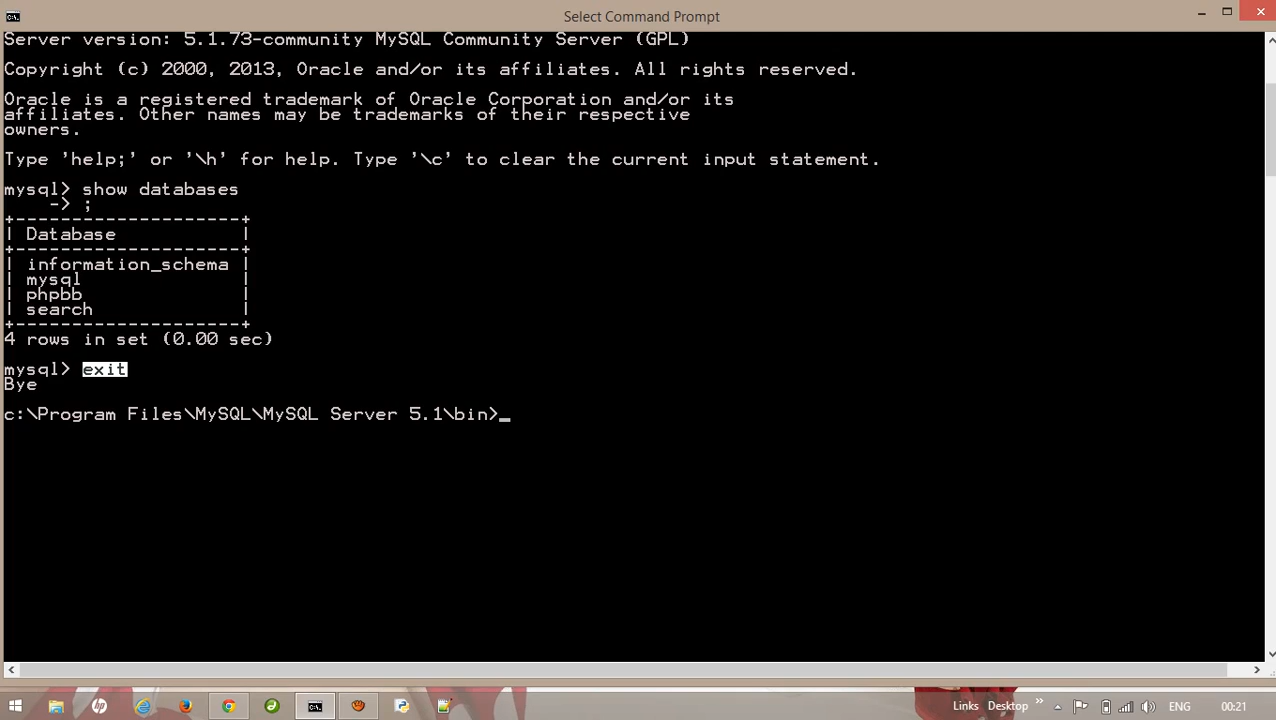 Select Command Prompt
Server version: 5.1.73-community MySQL Community Server (GPL)
Copyright (c) 2000, 2013, Oracle and/or its affiliates. All rights reserved.
Oracle is a registered trademark of Oracle Corporation and/or its
affiliates. Other names may be trademarks of their respective
owners.
Type 'help;' or '\h' for help. Type '\c' to clear the current input statement.
mysql> show databases
    -> ;
+--------------------+
| Database           |
+--------------------+
| information_schema |
| mysql              |
| phpbb              |
| search             |
+--------------------+
4 rows in set (0.00 sec)
mysql> exit
Bye
c:\Program Files\MySQL\MySQL Server 5.1\bin>_
Links Desktop » ENG 00:21